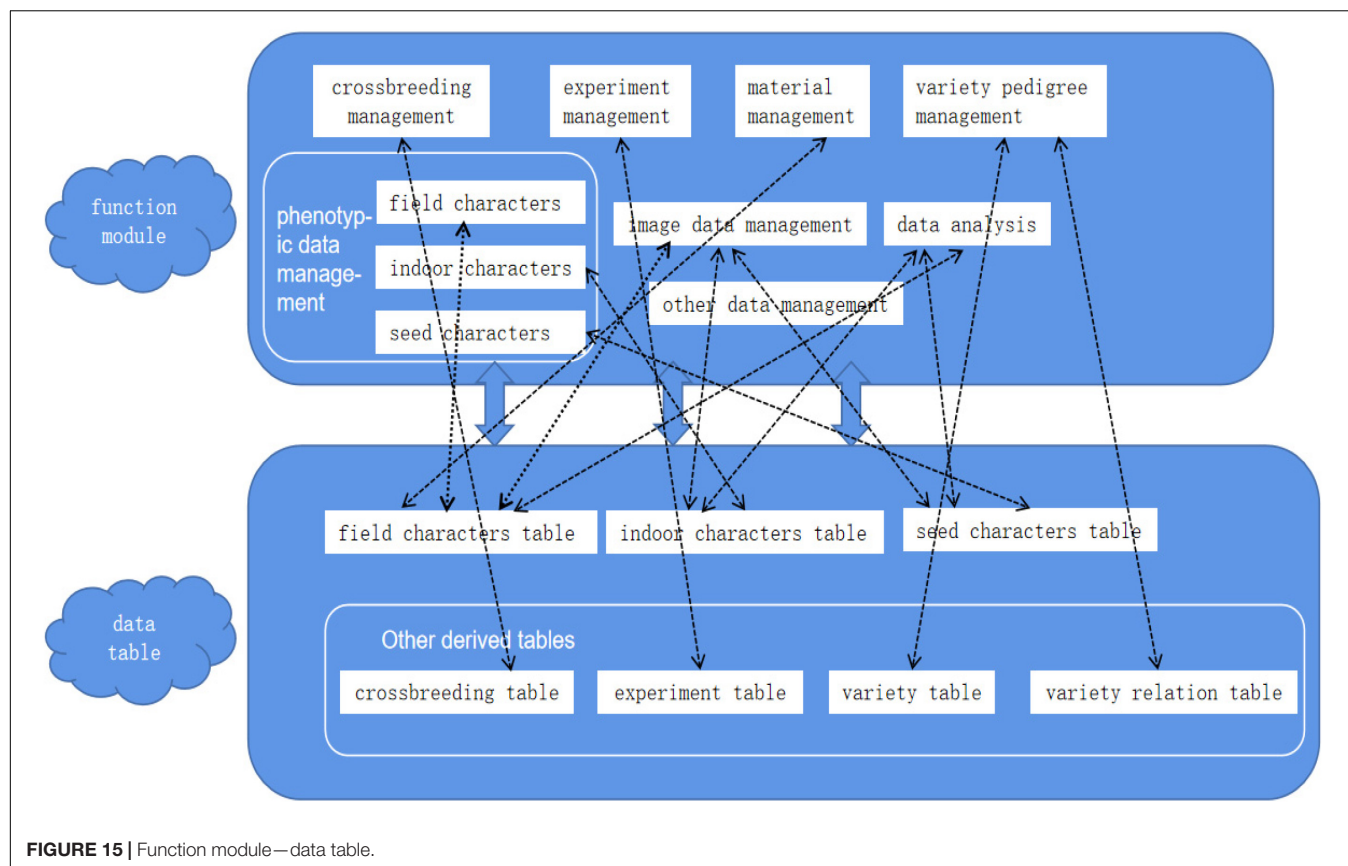 crossbreeding
management
experiment
management
material
management
variety pedigree
management
function
module
phenotyp-
ic data
manage-
ment
field characters
indoor characters
seed characters
image data management
data analysis
other data management
field characters table
indoor characters table
seed characters table
data
table
Other derived tables
crossbreeding table
experiment table
variety table
variety relation table
FIGURE 15 | Function module—data table.